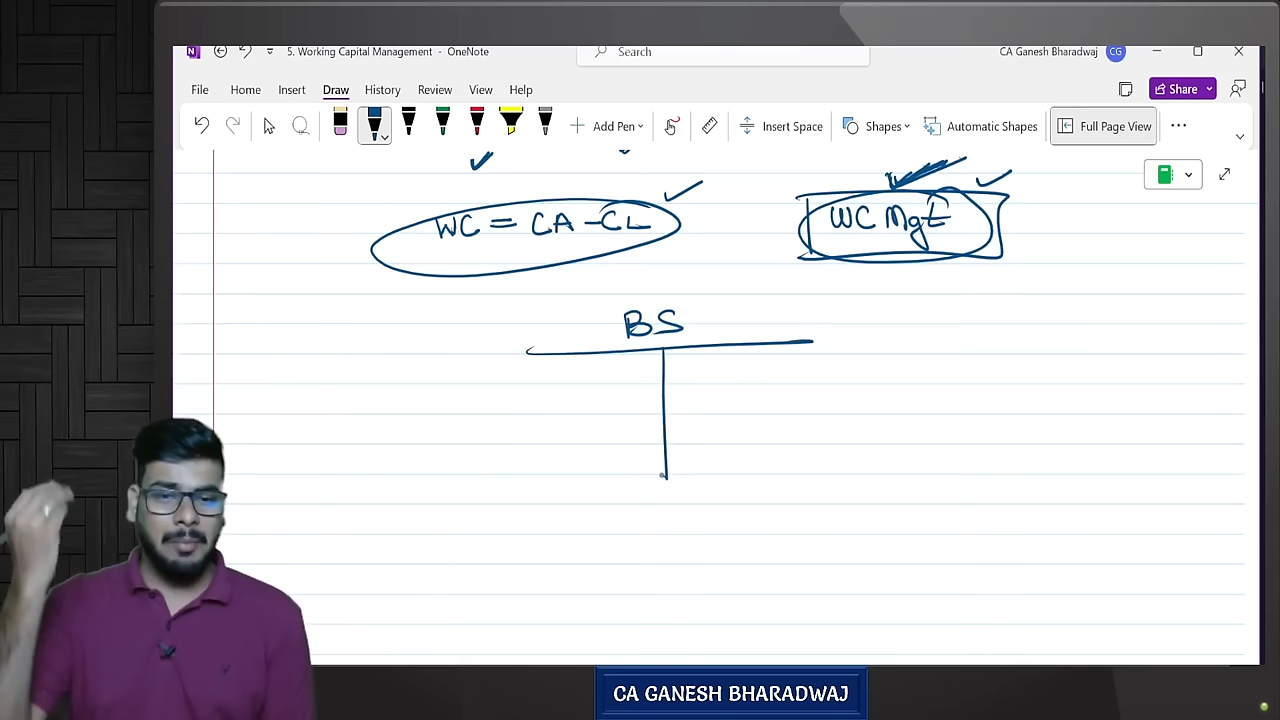 5. Working Capital Management - OneNote
Search
CA Ganesh Bharadwaj CG
File Home Insert Draw History Review View Help
Share
Add Pen
Insert Space
Shapes
Automatic Shapes
Full Page View
WC = CA - CL
WC Mgt
BS
CA GANESH BHARADWAJ